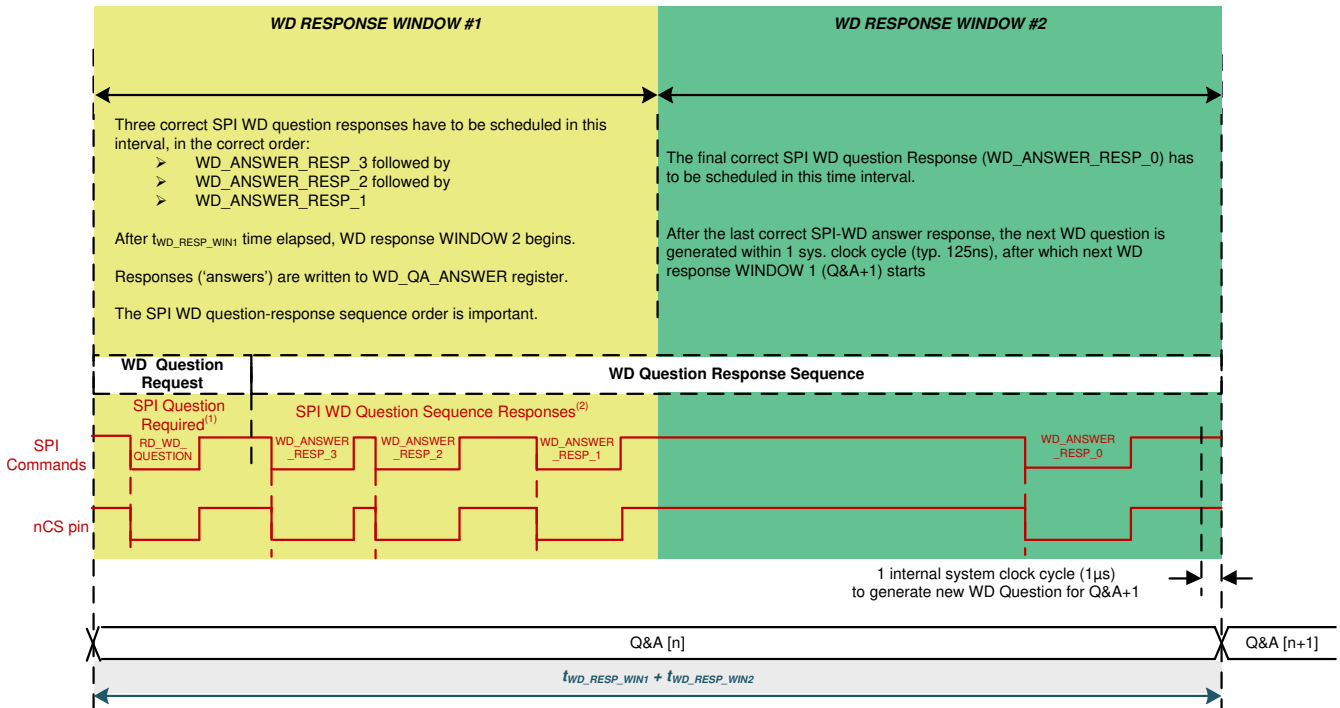 WD RESPONSE WINDOW #1
WD RESPONSE WINDOW #2
Three correct SPI WD question responses have to be scheduled in this
interval, in the correct order:
➢ WD_ANSWER_RESP_3 followed by
➢ WD_ANSWER_RESP_2 followed by
➢ WD_ANSWER_RESP_1
After tWD_RESP_WIN1 time elapsed, WD response WINDOW 2 begins.
Responses (‘answers’) are written to WD_QA_ANSWER register.
The SPI WD question-response sequence order is important.
The final correct SPI WD question Response (WD_ANSWER_RESP_0) has
to be scheduled in this time interval.
After the last correct SPI-WD answer response, the next WD question is
generated within 1 sys. clock cycle (typ. 125ns), after which next WD
response WINDOW 1 (Q&A+1) starts
WD Question
Request
WD Question Response Sequence
SPI Question
Required(1)
SPI WD Question Sequence Responses(2)
SPI
Commands
RD_WD_
QUESTION
WD_ANSWER
_RESP_3
WD_ANSWER
_RESP_2
WD_ANSWER
_RESP_1
WD_ANSWER
_RESP_0
nCS pin
1 internal system clock cycle (1µs)
to generate new WD Question for Q&A+1
Q&A [n]
Q&A [n+1]
tWD_RESP_WIN1 + tWD_RESP_WIN2